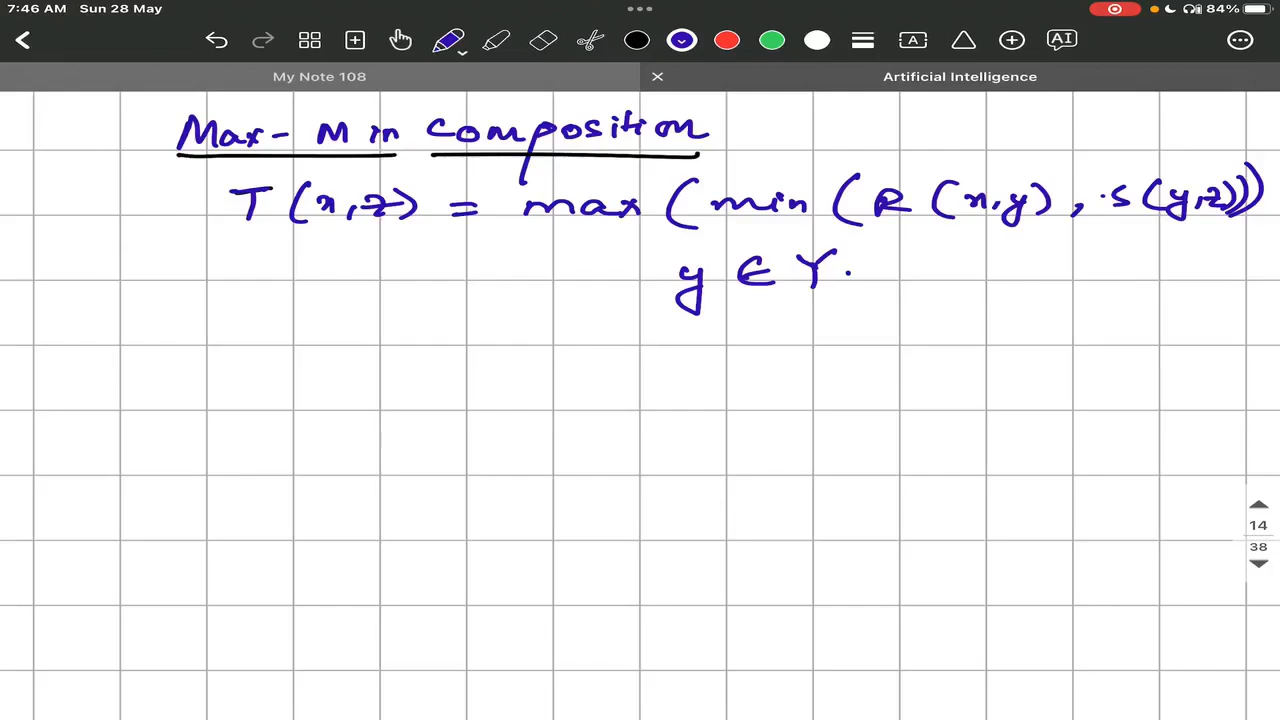 7:46 AM Sun 28 May
84%
A
AI
My Note 108
Artificial Intelligence
Max - Min composition
T (x,z) = max (min (R (x,y), .S (y,z)))
y ∈ Y.
14
38